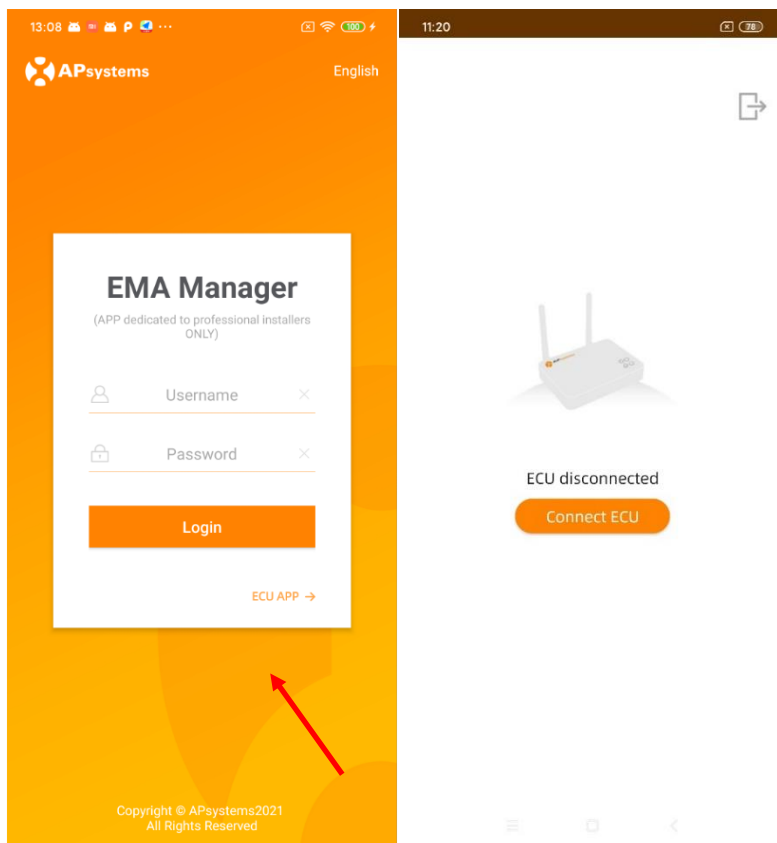 13:08
100
APsystems
English
EMA Manager
(APP dedicated to professional installers
ONLY)
Username
Password
Login
ECU APP →
Copyright © APsystems2021
All Rights Reserved
11:20
78
APsystems
ECU disconnected
Connect ECU